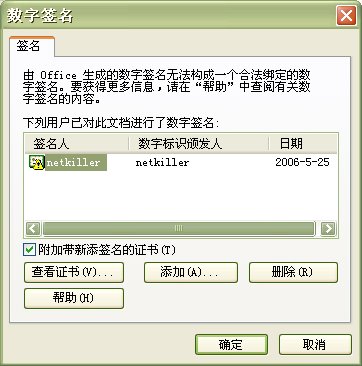 数字签名
签名
由 Office 生成的数字签名无法构成一个合法绑定的数
字签名。要获得更多信息，请在“帮助”中查阅有关数
字签名的内容。
下列用户已对此文档进行了数字签名:
签名人 数字标识颁发人 日期
netkiller netkiller 2006-5-25
附加带新添签名的证书(T)
查看证书(V)... 添加(A)... 删除(R)
帮助(H)
确定 取消